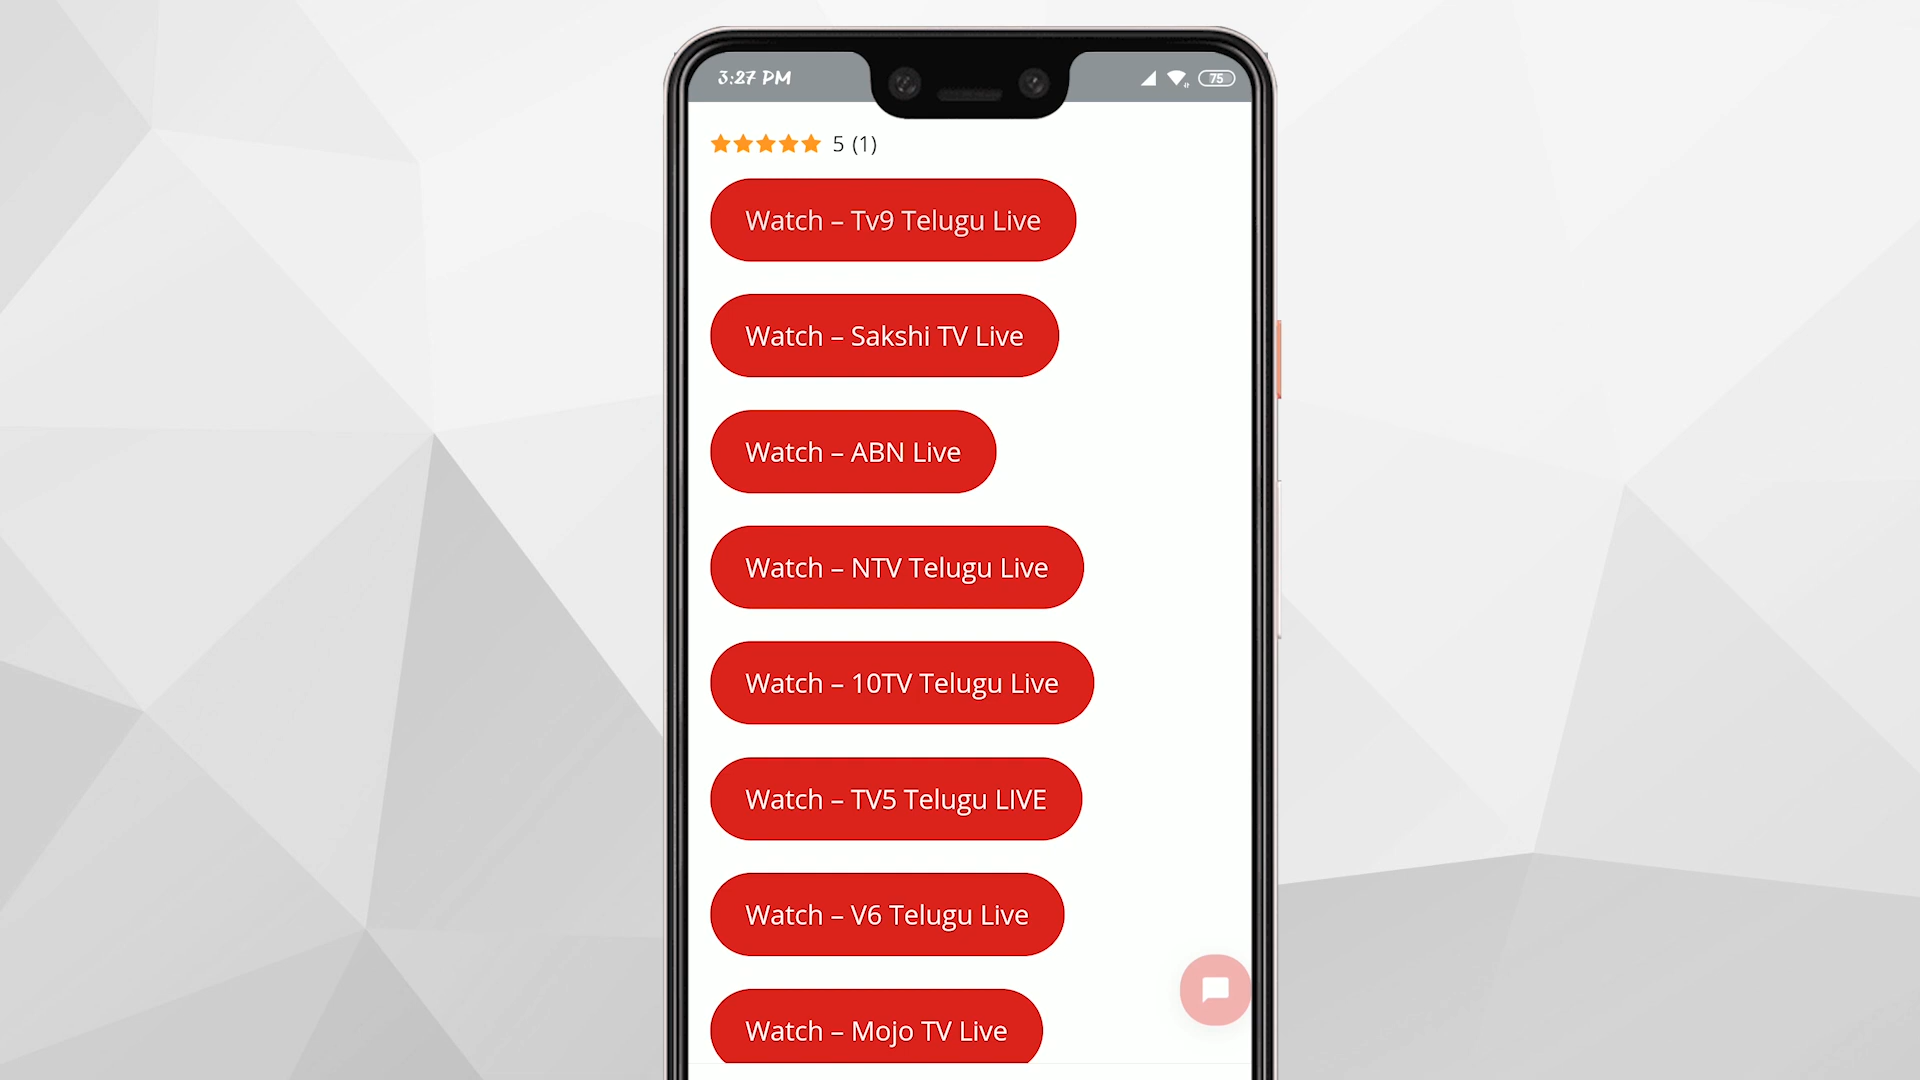 3:27 PM
75
5 (1)
Watch – Tv9 Telugu Live
Watch – Sakshi TV Live
Watch – ABN Live
Watch – NTV Telugu Live
Watch – 10TV Telugu Live
Watch – TV5 Telugu LIVE
Watch – V6 Telugu Live
Watch – Mojo TV Live